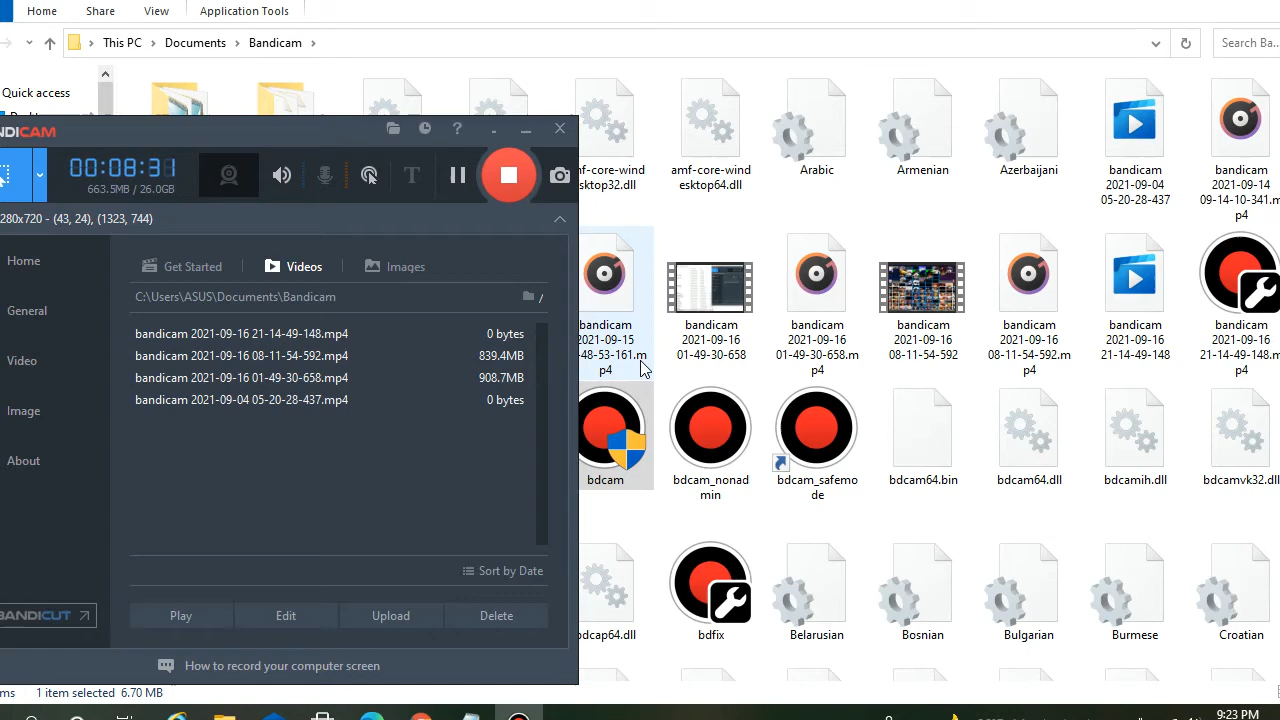 Home Share View Application Tools
This PC Documents Bandicam
Search Ba...
Quick access
NDICAM
00:08:31
663.5MB / 26.0GB
280x720 - (43, 24), (1323, 744)
Home
General
Video
Image
About
BANDICUT
Get Started Videos Images
C:\Users\ASUS\Documents\Bandicam
bandicam 2021-09-16 21-14-49-148.mp4 0 bytes
bandicam 2021-09-16 08-11-54-592.mp4 839.4MB
bandicam 2021-09-16 01-49-30-658.mp4 908.7MB
bandicam 2021-09-04 05-20-28-437.mp4 0 bytes
Sort by Date
Play Edit Upload Delete
How to record your computer screen
mf-core-wind
esktop32.dll
amf-core-wind
esktop64.dll
Arabic
Armenian
Azerbaijani
bandicam
2021-09-04
05-20-28-437
bandicam
2021-09-14
09-14-10-341.m
p4
bandicam
2021-09-15
-48-53-161.m
p4
bandicam
2021-09-16
01-49-30-658
bandicam
2021-09-16
01-49-30-658.m
p4
bandicam
2021-09-16
08-11-54-592
bandicam
2021-09-16
08-11-54-592.m
p4
bandicam
2021-09-16
21-14-49-148
bandicam
2021-09-16
21-14-49-148.m
p4
bdcam
bdcam_nonad
min
bdcam_safemo
de
bdcam64.bin
bdcam64.dll
bdcamih.dll
bdcamvk32.dll
bdcap64.dll
bdfix
Belarusian
Bosnian
Bulgarian
Burmese
Croatian
ms 1 item selected 6.70 MB
9:23 PM